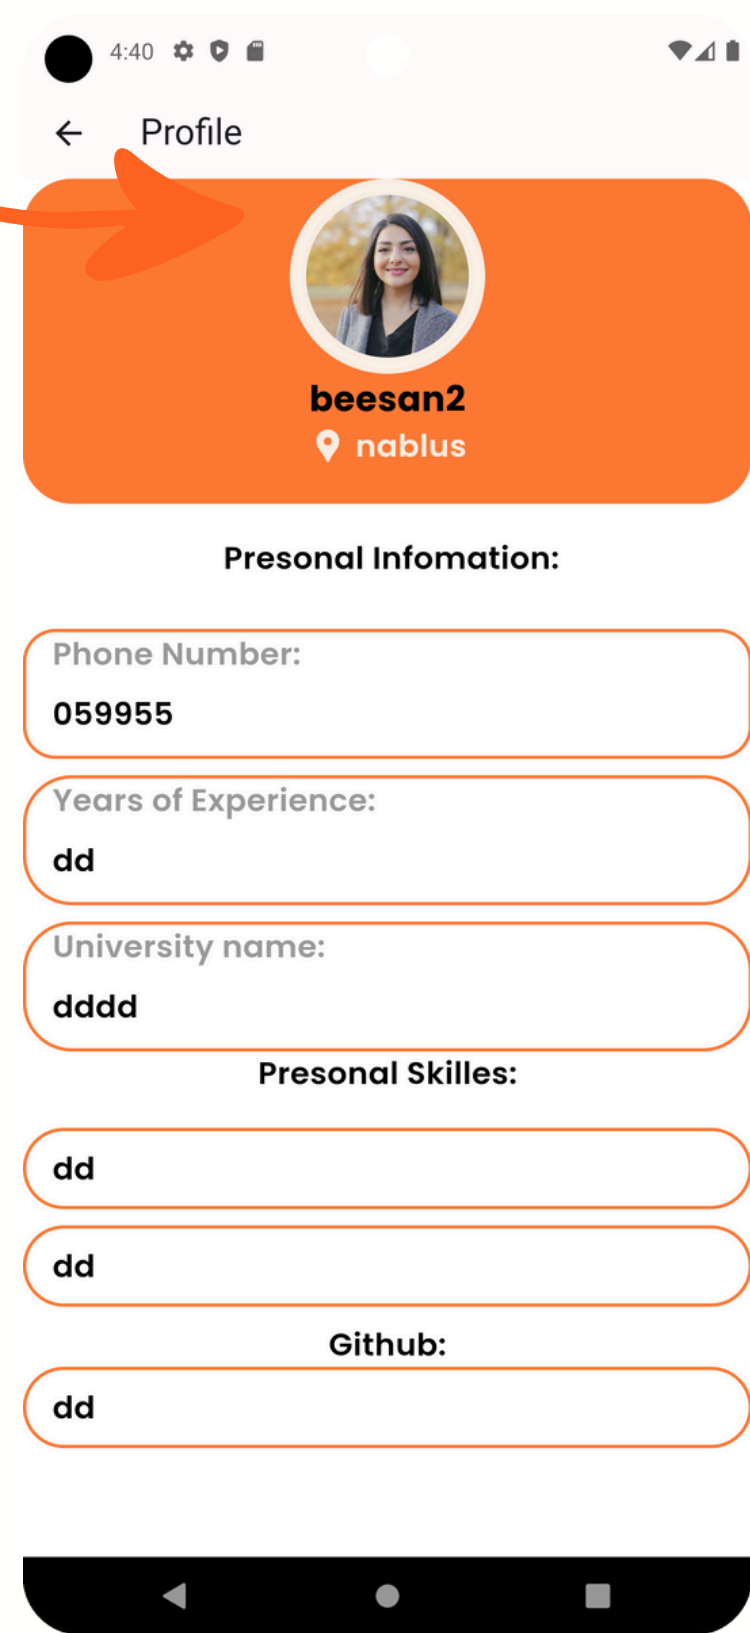 4:40
Profile
beesan2
nablus
Presonal Infomation:
Phone Number:
059955
Years of Experience:
dd
University name:
dddd
Presonal Skilles:
dd
dd
Github:
dd